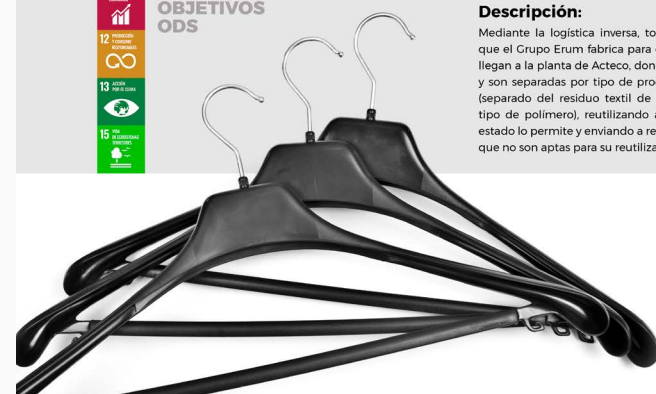 OBJETIVOS
ODS
12 PRODUCCIÓN
Y CONSUMO
RESPONSABLES
13 ACCIÓN
POR EL CLIMA
15 VIDA
DE ECOSISTEMAS
TERRESTRES
Descripción:
Mediante la logística inversa, to
que el Grupo Erum fabrica para
llegan a la planta de Acteco, don
y son separadas por tipo de pro
(separado del residuo textil de
tipo de polímero), reutilizando
estado lo permite y enviando a re
que no son aptas para su reutiliza